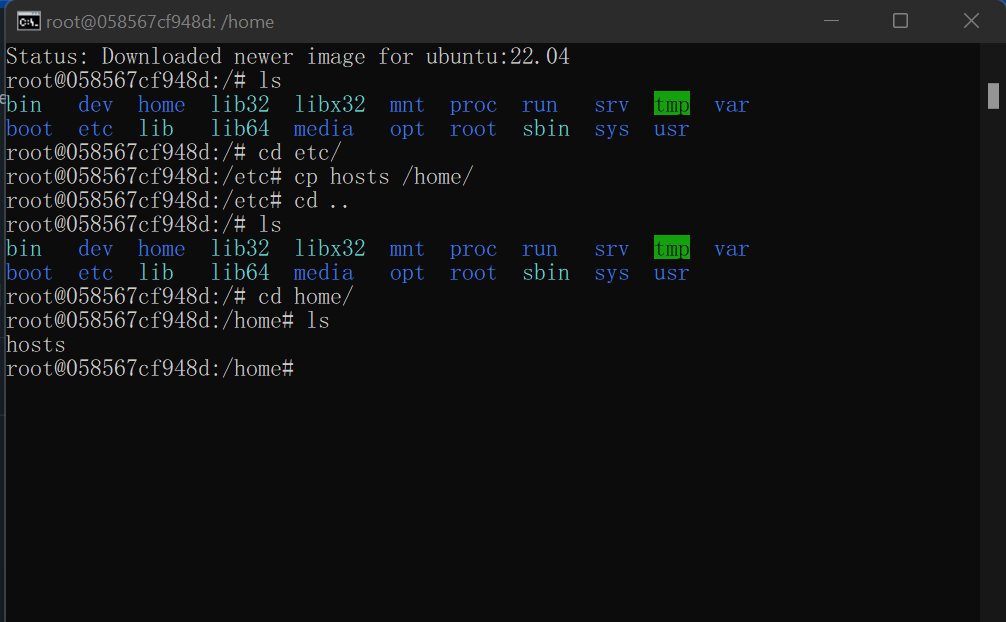 root@058567cf948d: /home
Status: Downloaded newer image for ubuntu:22.04
root@058567cf948d:/# ls
bin   dev  home  lib32  libx32  mnt  proc  run   srv  tmp  var
boot  etc  lib   lib64  media   opt  root  sbin  sys  usr
root@058567cf948d:/# cd etc/
root@058567cf948d:/etc# cp hosts /home/
root@058567cf948d:/etc# cd ..
root@058567cf948d:/# ls
bin   dev  home  lib32  libx32  mnt  proc  run   srv  tmp  var
boot  etc  lib   lib64  media   opt  root  sbin  sys  usr
root@058567cf948d:/# cd home/
root@058567cf948d:/home# ls
hosts
root@058567cf948d:/home#